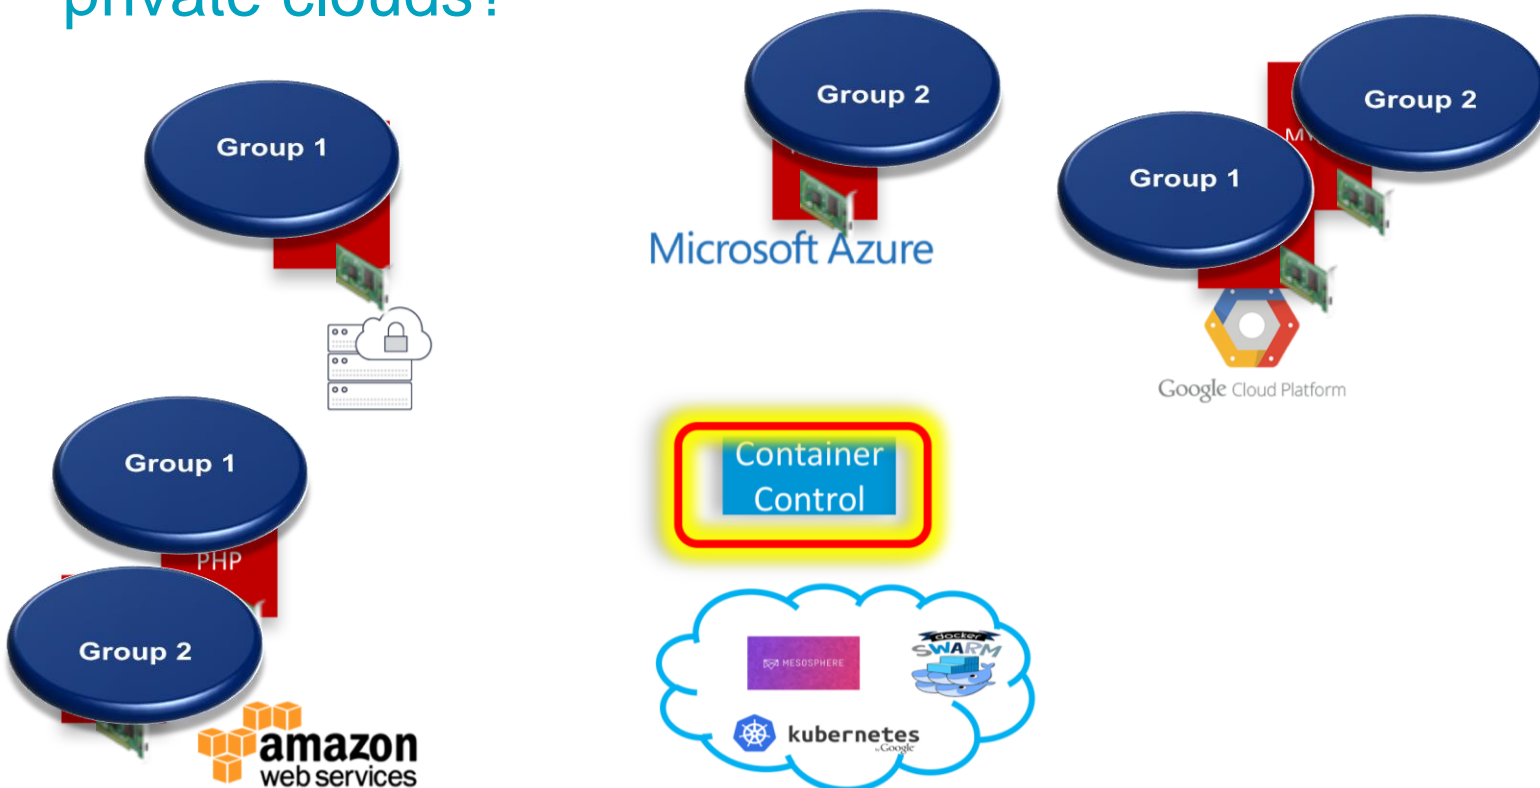 private clouds?
Group 1
Group 2
Group 2
Group 1
Microsoft Azure
Google Cloud Platform
Group 1
PHP
Group 2
amazon
web services
Container
Control
MESOSPHERE
docker
SWARM
kubernetes
by Google